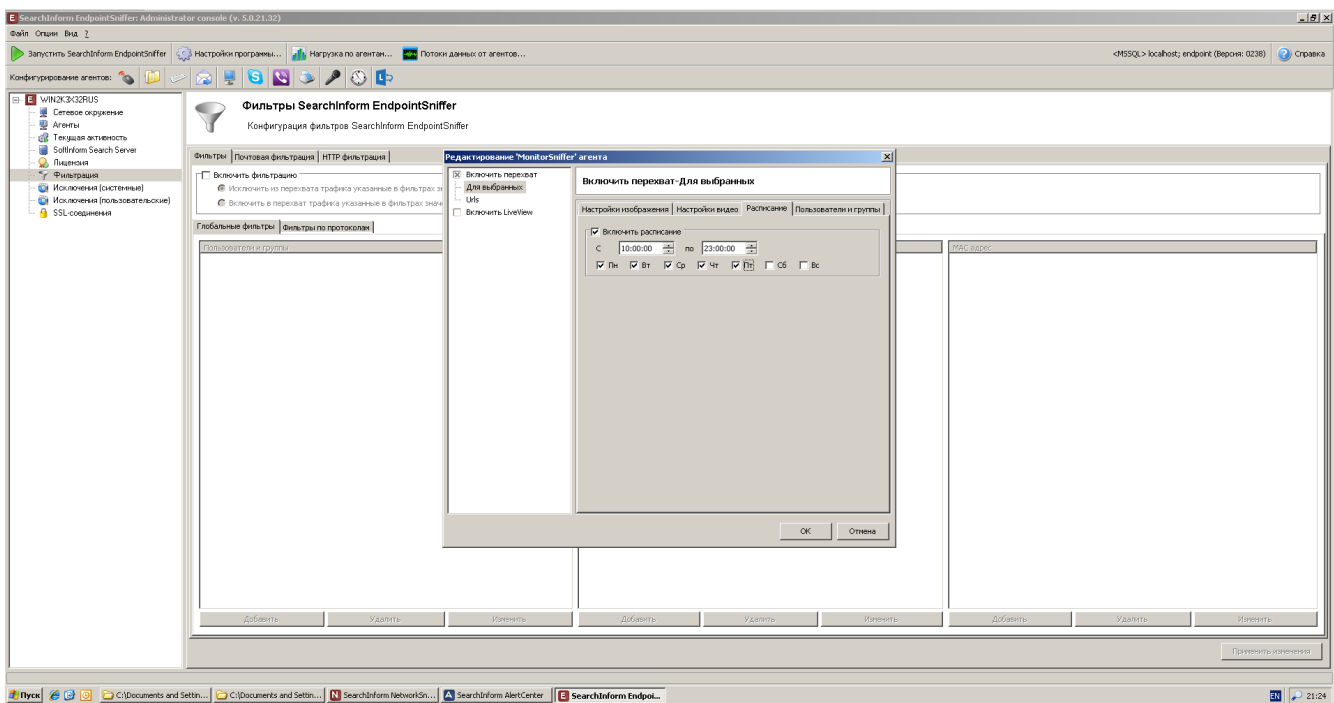 SearchInform EndpointSniffer: Administrator console (v. 5.0.21.32)
Файл Опции Вид ?
Запустить SearchInform EndpointSniffer Настройки программы... Нагрузка по агентам... Потоки данных от агентов... <MSSQL> localhost; endpoint (Версия: 0238) Справка
Конфигурирование агентов:
WIN2K3X32RUS
Сетевое окружение
Агенты
Текущая активность
SoftInform Search Server
Лицензия
Фильтрация
Исключения (системные)
Исключения (пользовательские)
SSL-соединения
Фильтры SearchInform EndpointSniffer
Конфигурация фильтров SearchInform EndpointSniffer
Фильтры Почтовая фильтрация HTTP фильтрация
Включить фильтрацию
Исключить из перехвата трафика указанные в фильтрах з
Включить в перехват трафика указанные в фильтрах знач
Глобальные фильтры Фильтры по протоколам
Пользователи и группы MAC адрес
Редактирование 'MonitorSniffer' агента
Включить перехват
Для выбранных
Urls
Включить LiveView
Включить перехват-Для выбранных
Настройки изображения Настройки видео Расписание Пользователи и группы
Включить расписание
С 10:00:00 по 23:00:00
Пн Вт Ср Чт Пт Сб Вс
OK Отмена
Добавить Удалить Изменить Добавить Удалить Изменить Добавить Удалить Изменить
Применить изменения
Пуск C:\Documents and Settin... C:\Documents and Settin... SearchInform NetworkSn... SearchInform AlertCenter SearchInform Endpoi... EN 21:24